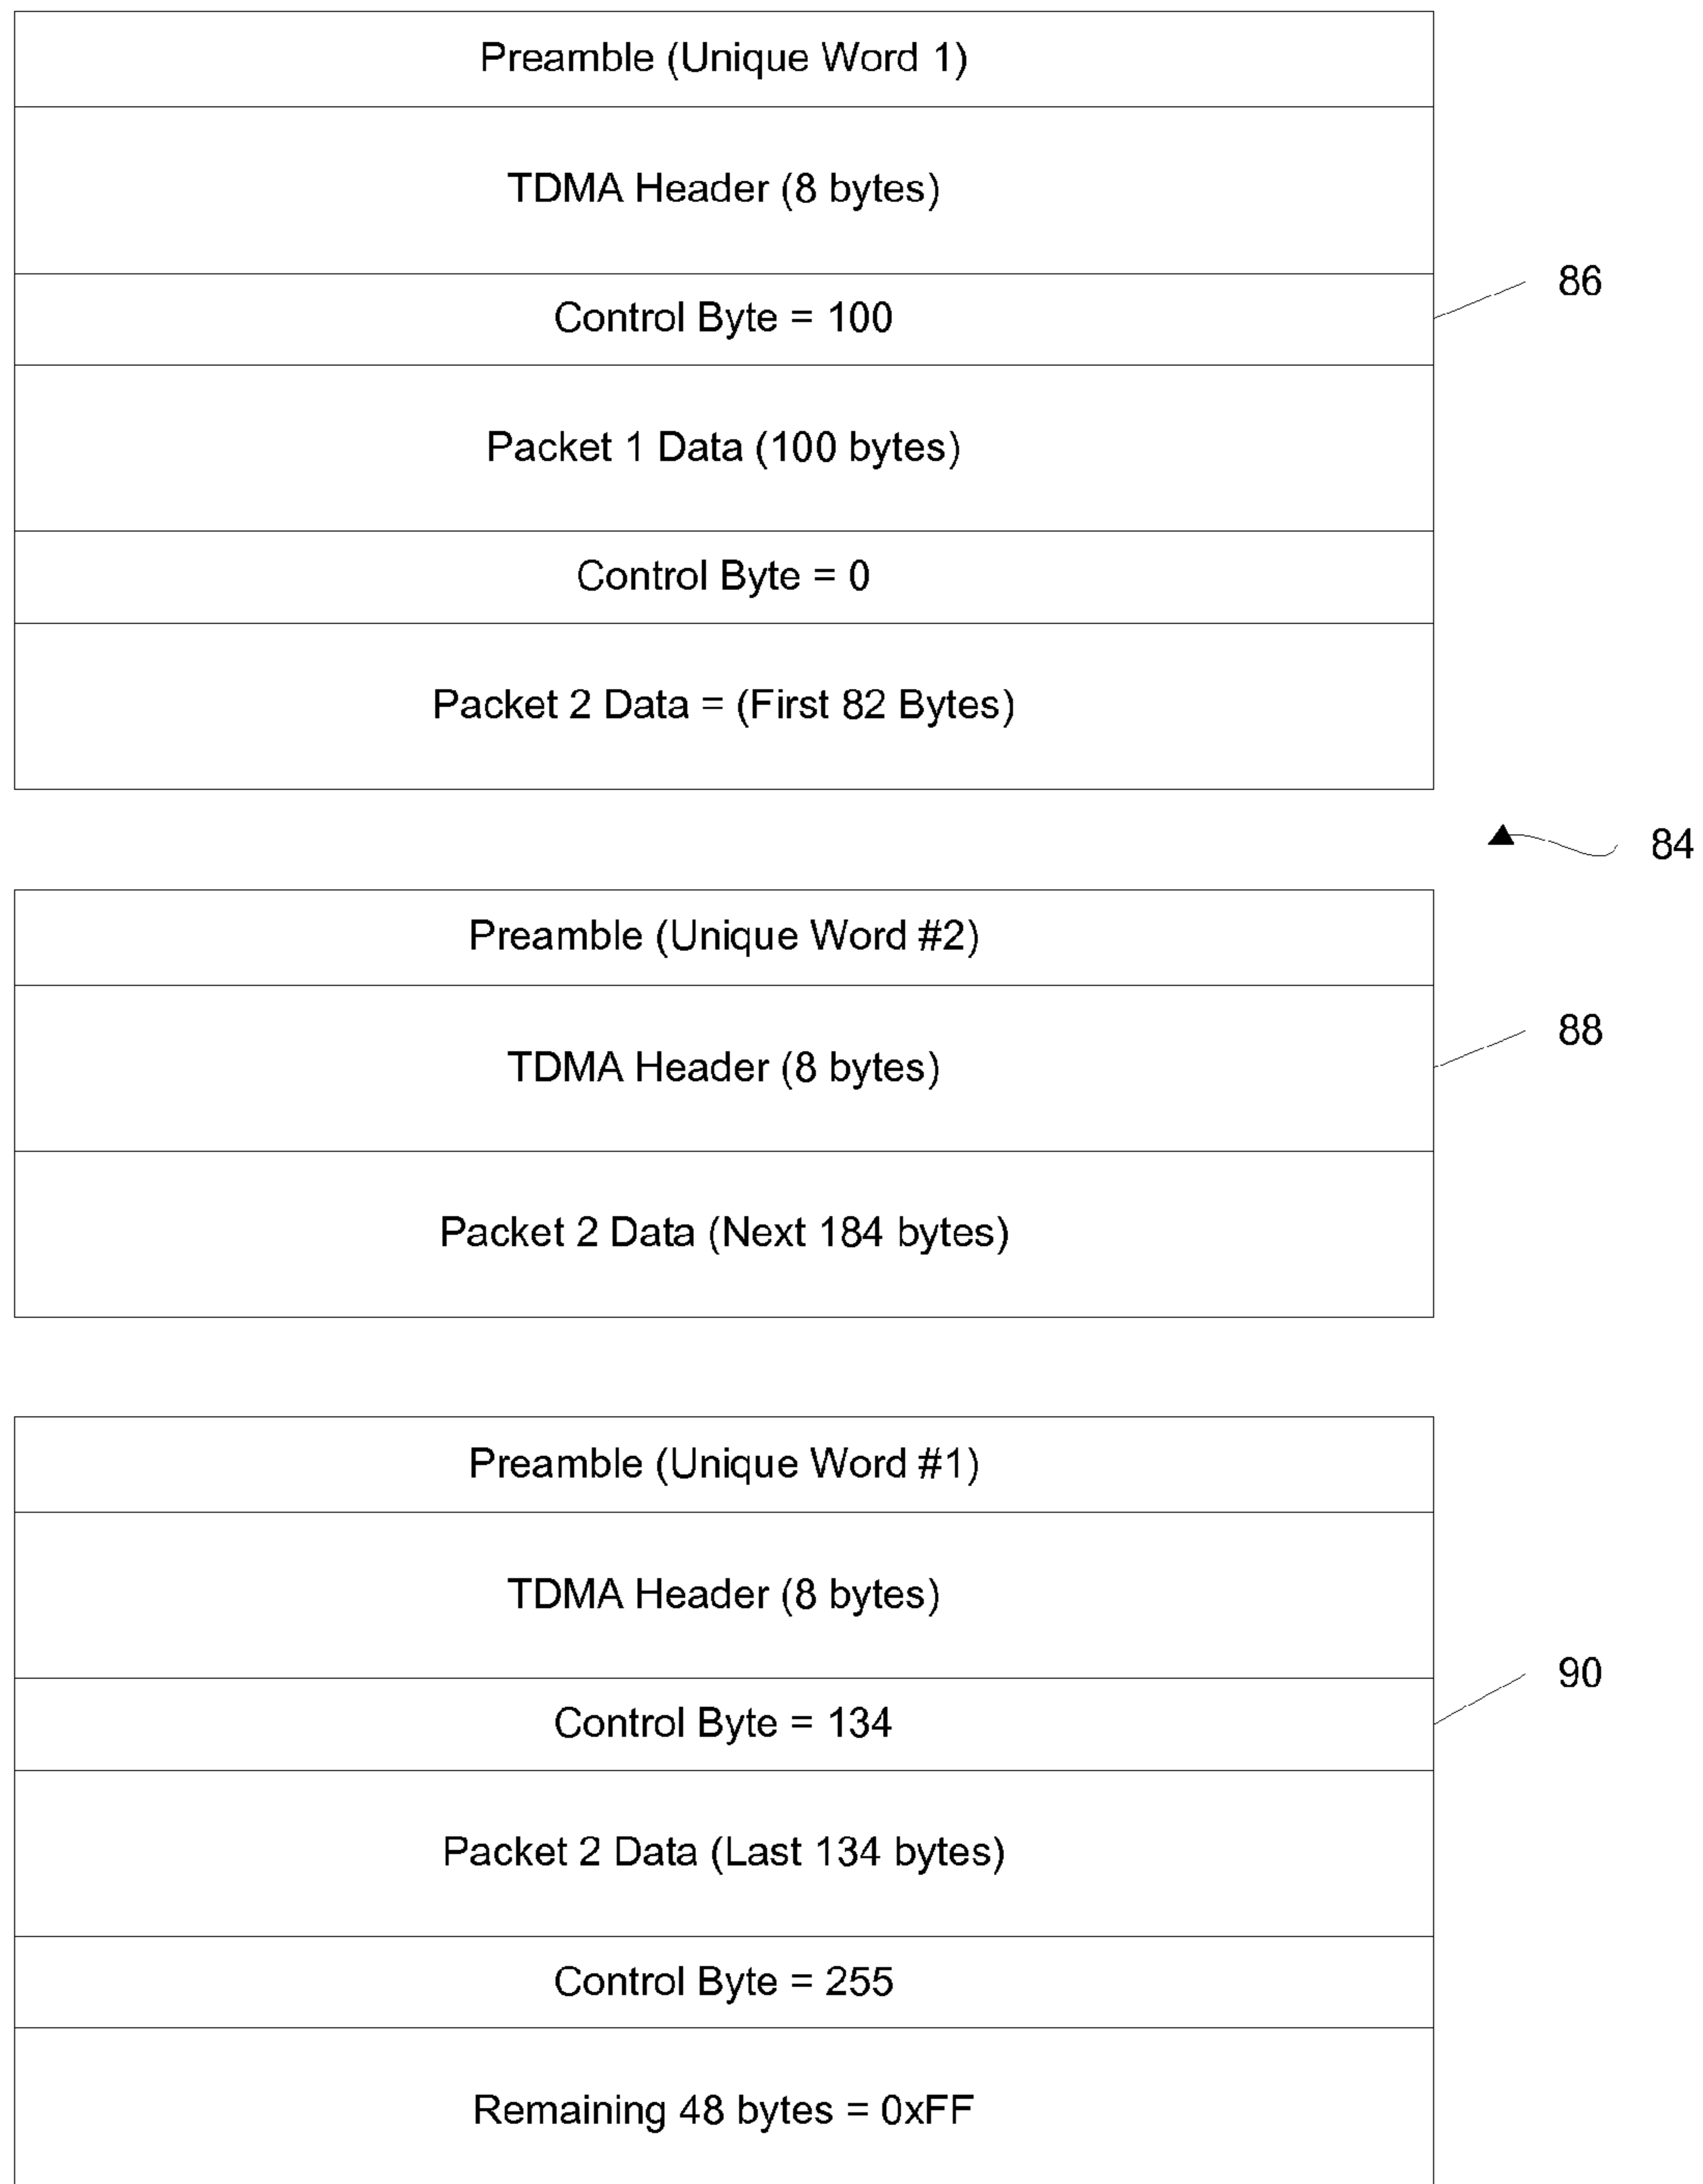 Preamble (Unique Word 1)
TDMA Header (8 bytes)
86
Control Byte = 100
Packet 1 Data (100 bytes)
Control Byte = 0
Packet 2 Data = (First 82 Bytes)
84
Preamble (Unique Word #2)
88
TDMA Header (8 bytes)
Packet 2 Data (Next 184 bytes)
Preamble (Unique Word #1)
TDMA Header (8 bytes)
90
Control Byte = 134
Packet 2 Data (Last 134 bytes)
Control Byte = 255
Remaining 48 bytes = 0xFF